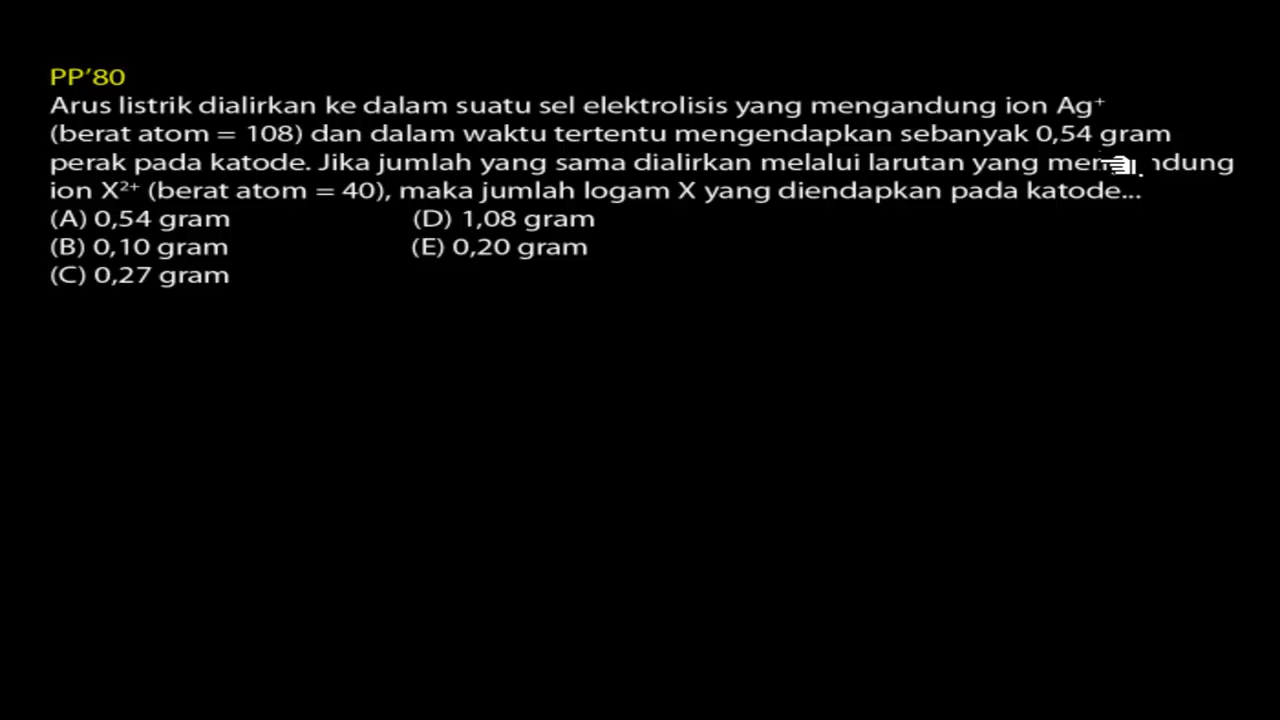 PP’80
Arus listrik dialirkan ke dalam suatu sel elektrolisis yang mengandung ion Ag⁺
(berat atom = 108) dan dalam waktu tertentu mengendapkan sebanyak 0,54 gram
perak pada katode. Jika jumlah yang sama dialirkan melalui larutan yang
ion X²⁺ (berat atom = 40), maka jumlah logam X yang diendapkan pada katode...
(A) 0,54 gram (D) 1,08 gram
(B) 0,10 gram (E) 0,20 gram
(C) 0,27 gram